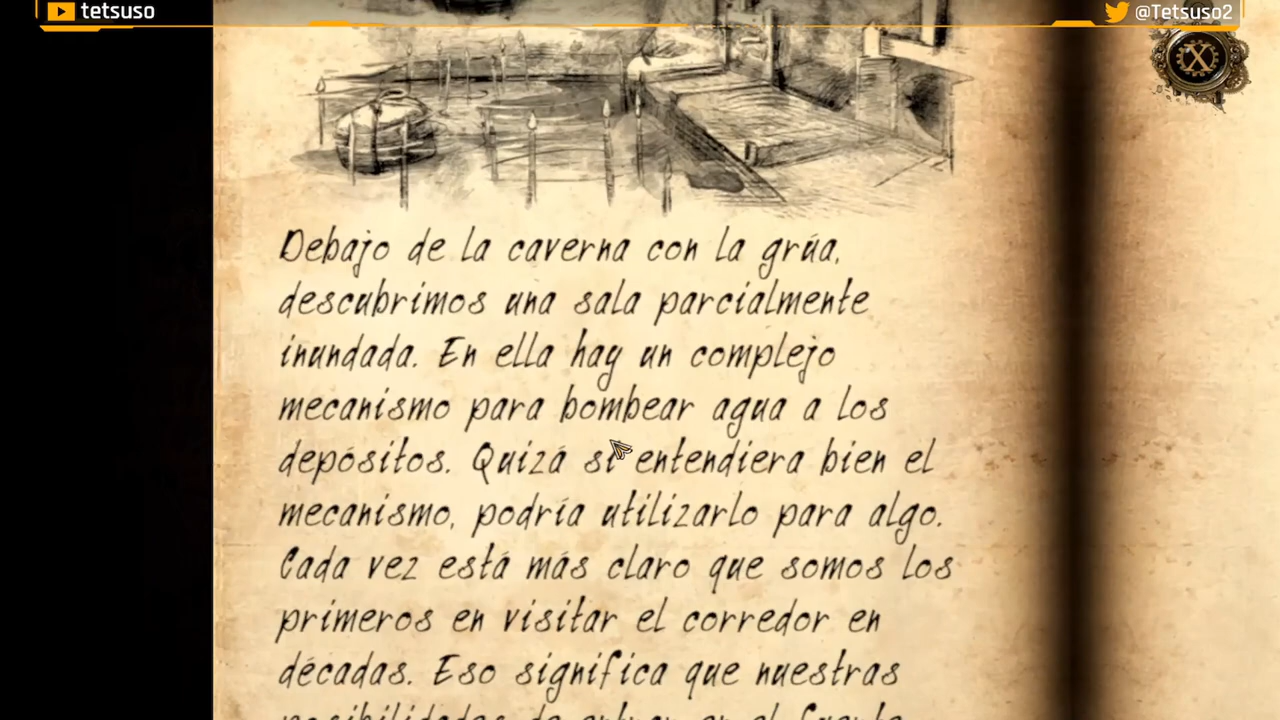 tetsuso
@Tetsuso2
X
Debajo de la caverna con la grúa,
descubrimos una sala parcialmente
inundada. En ella hay un complejo
mecanismo para bombear agua a los
depósitos. Quizá si entendiera bien el
mecanismo, podría utilizarlo para algo.
Cada vez está más claro que somos los
primeros en visitar el corredor en
décadas. Eso significa que nuestras